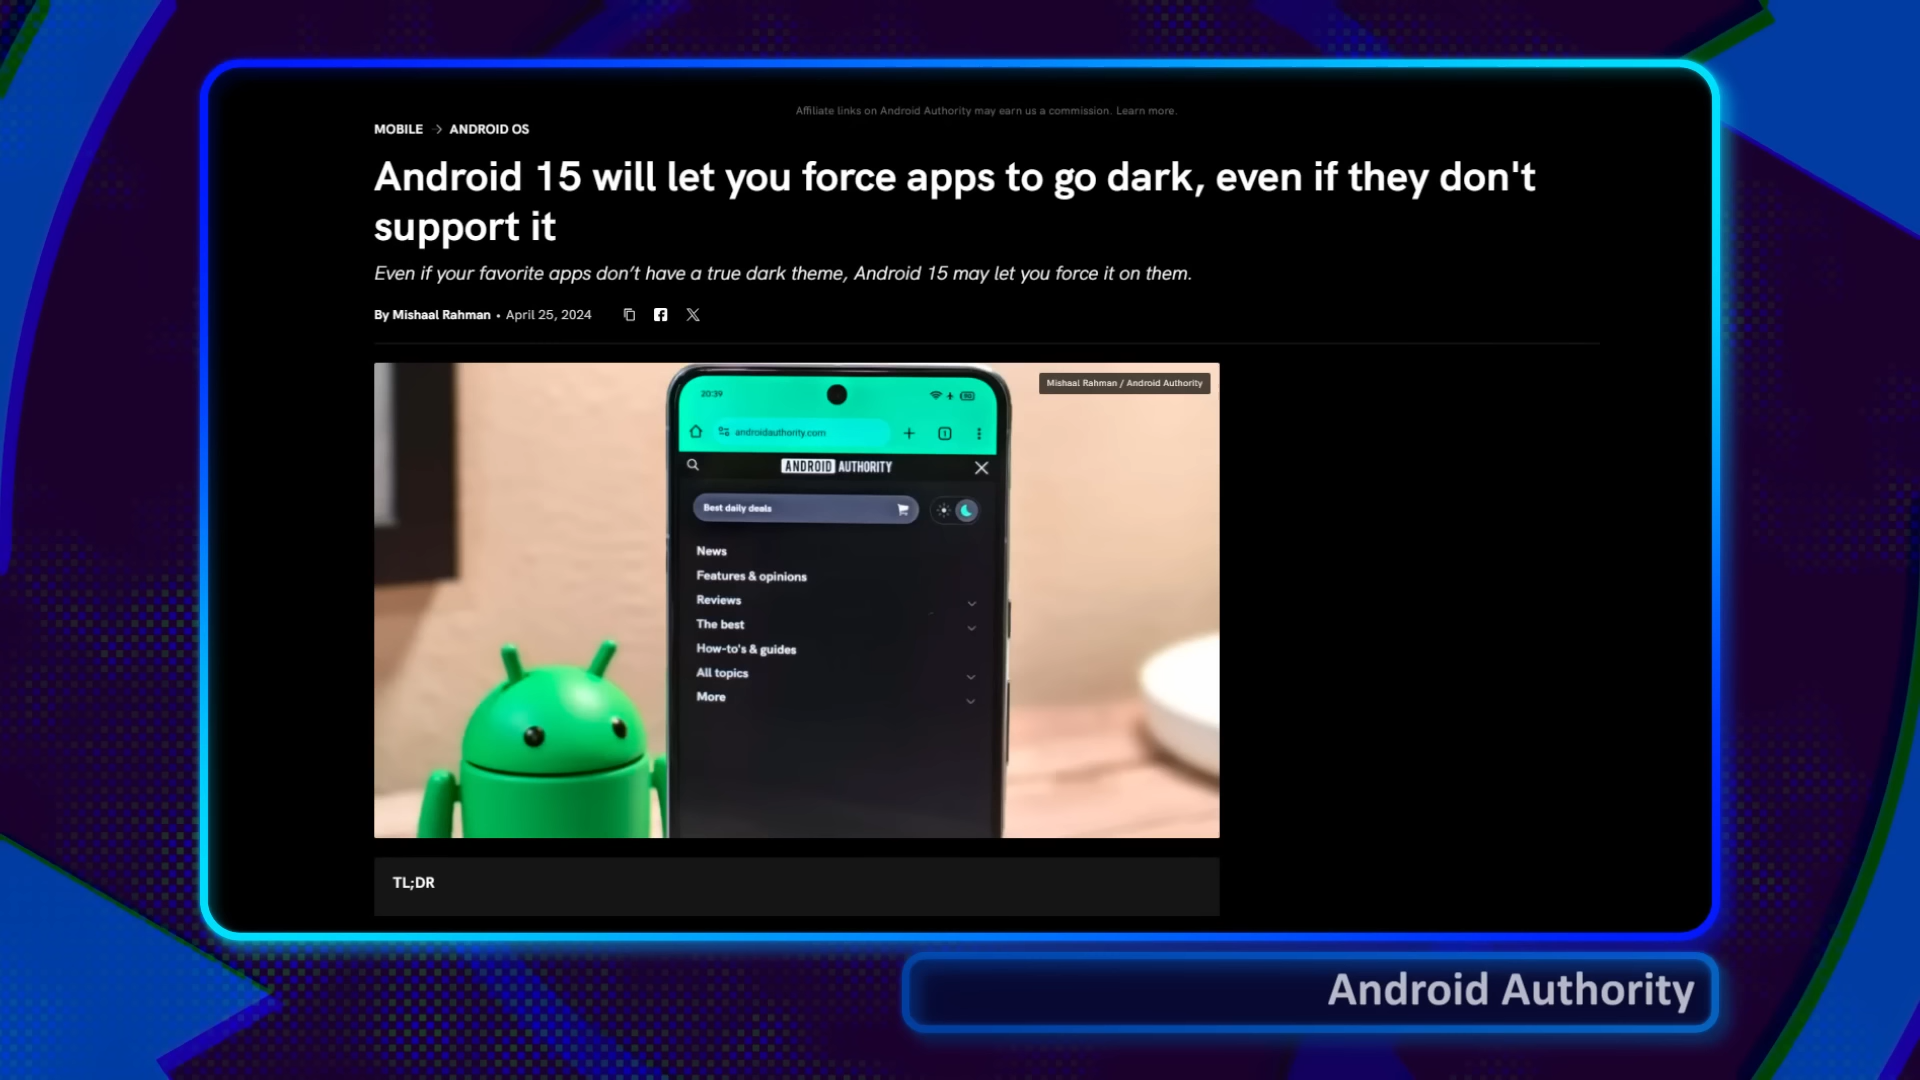 Affiliate links on Android Authority may earn us a commission. Learn more.
MOBILE > ANDROID OS
Android 15 will let you force apps to go dark, even if they don't
support it
Even if your favorite apps don’t have a true dark theme, Android 15 may let you force it on them.
By Mishaal Rahman • April 25, 2024
Mishaal Rahman / Android Authority
20:39
androidauthority.com
1
ANDROID AUTHORITY
Best daily deals
News
Features & opinions
Reviews
The best
How-to's & guides
All topics
More
TL;DR
Android Authority